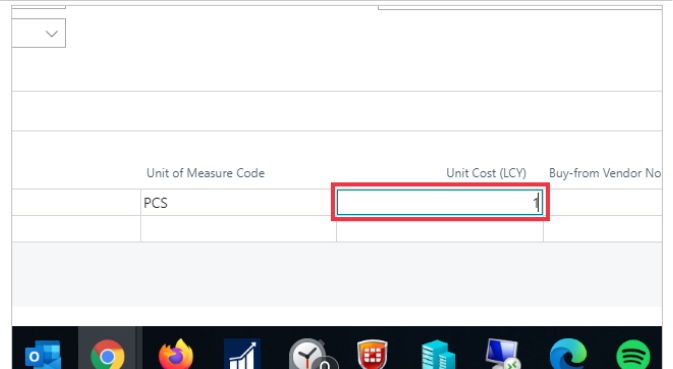 Unit of Measure Code Unit Cost (LCY) Buy-from Vendor No
PCS 1